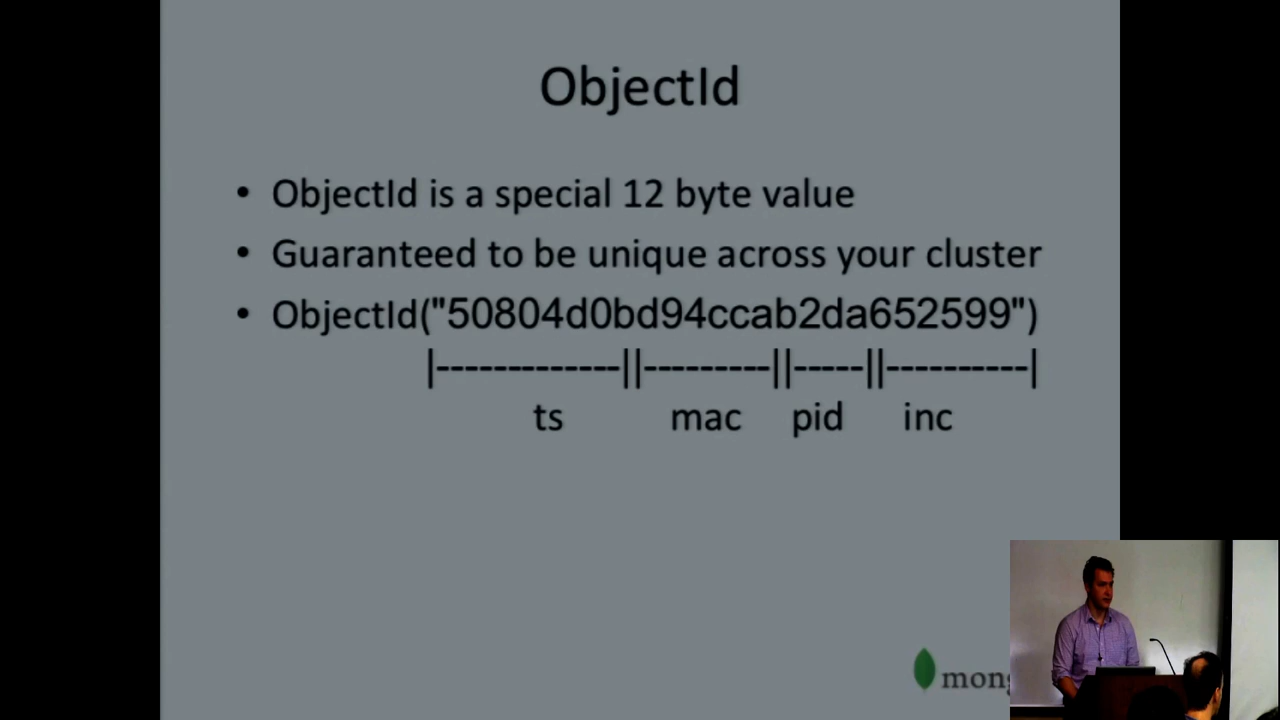 ObjectId
• ObjectId is a special 12 byte value
• Guaranteed to be unique across your cluster
• ObjectId("50804d0bd94ccab2da652599")
|-------------||---------||-----||----------|
ts mac pid inc